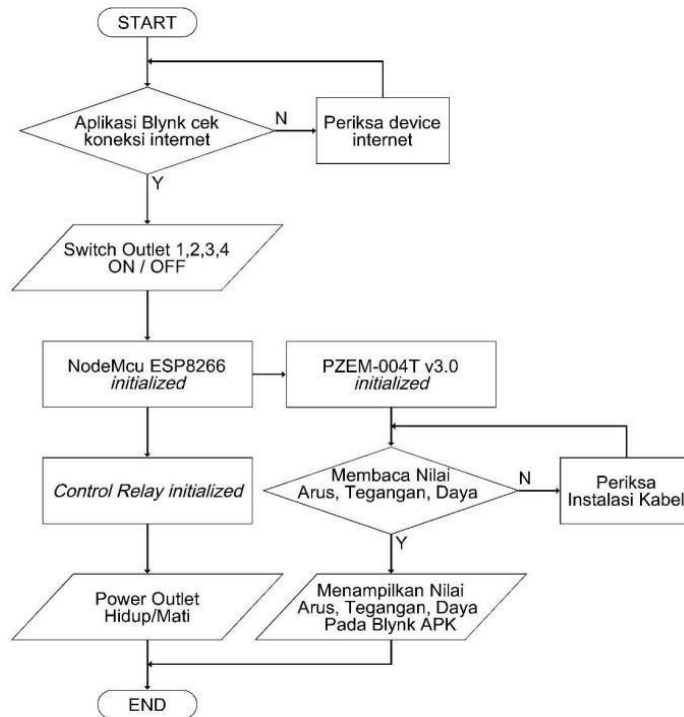 START
Aplikasi Blynk cek
koneksi internet
N
Periksa device
internet
Y
Switch Outlet 1,2,3,4
ON / OFF
NodeMcu ESP8266
initialized
PZEM-004T v3.0
initialized
Control Relay initialized
Membaca Nilai
Arus, Tegangan, Daya
N
Periksa
Instalasi Kabel
Y
Power Outlet
Hidup/Mati
Menampilkan Nilai
Arus, Tegangan, Daya
Pada Blynk APK
END